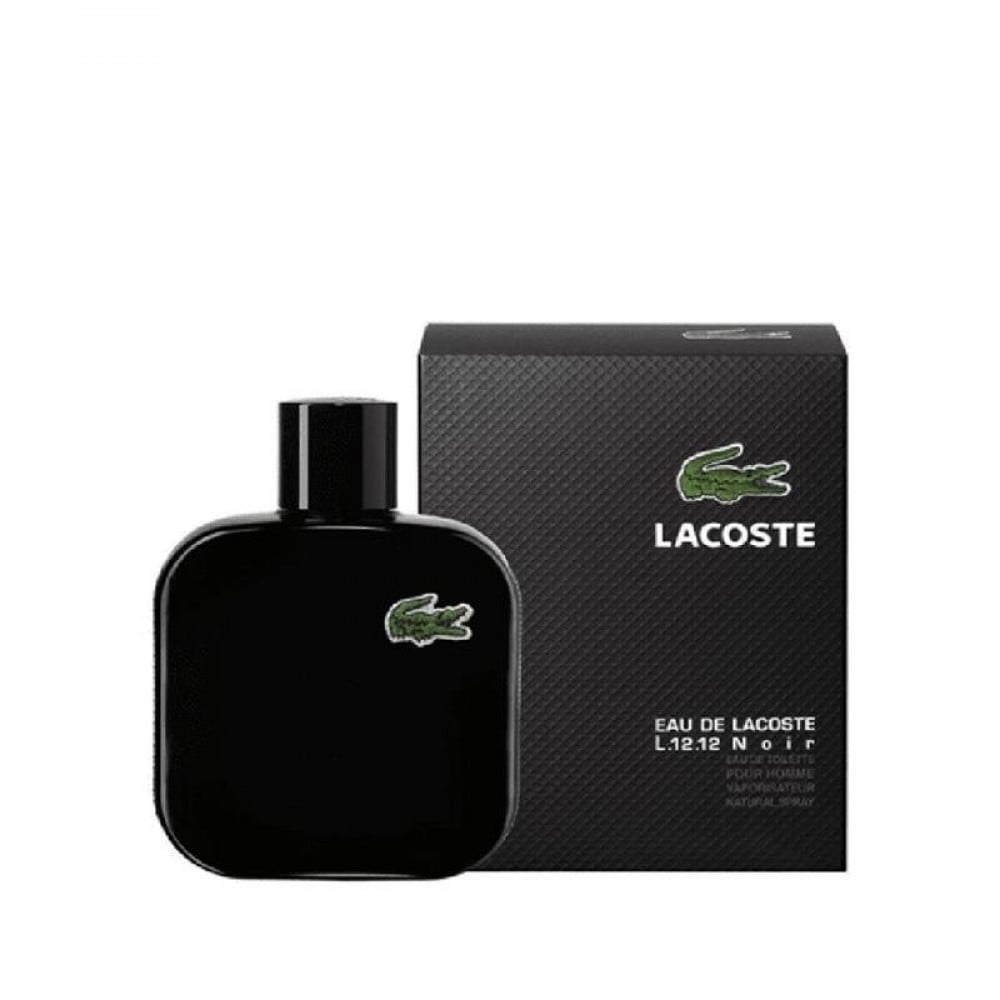 LACOSTE
EAU DE LACOSTE
L.12.12 Noir
EAU DE TOILETTE
POUR HOMME
VAPORISATEUR
NATURAL SPRAY